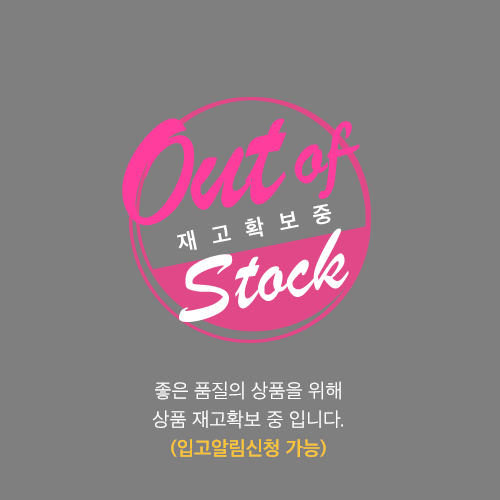 Out of
재고확보중
Stock
좋은 품질의 상품을 위해
상품 재고확보 중 입니다.
(입고알림신청 가능)